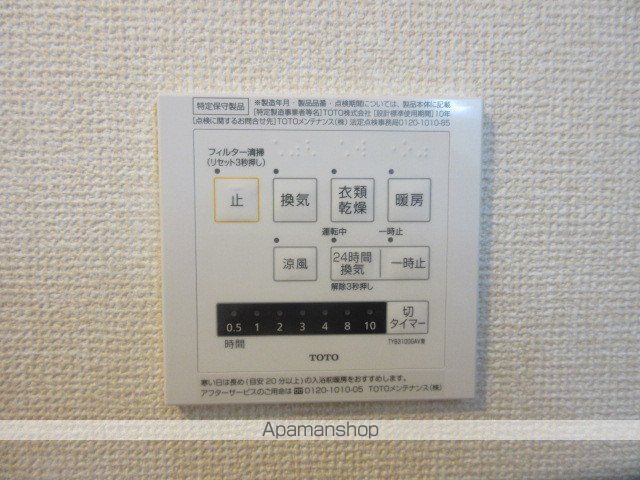 特定保守製品 ※製造年月・製品品番・点検期間については、製品本体に記載
[特定製造事業者等名]TOTO株式会社 [設計標準使用期間]10年
[点検に関するお問合せ先]TOTOメンテナンス(株) 法定点検事務局0120-1010-85
フィルター清掃
(リセット3秒押し)
止 換気 衣類乾燥 暖房
運転中 一時止
涼風 24時間換気 一時止
解除3秒押し
0.5 1 2 3 4 8 10
時間
切タイマー
TOTO
寒い日は長め(目安20分以上)の入浴前暖房をおすすめします。
アフターサービスのご用命は 0120-1010-05 TOTOメンテナンス(株)
Apamanshop